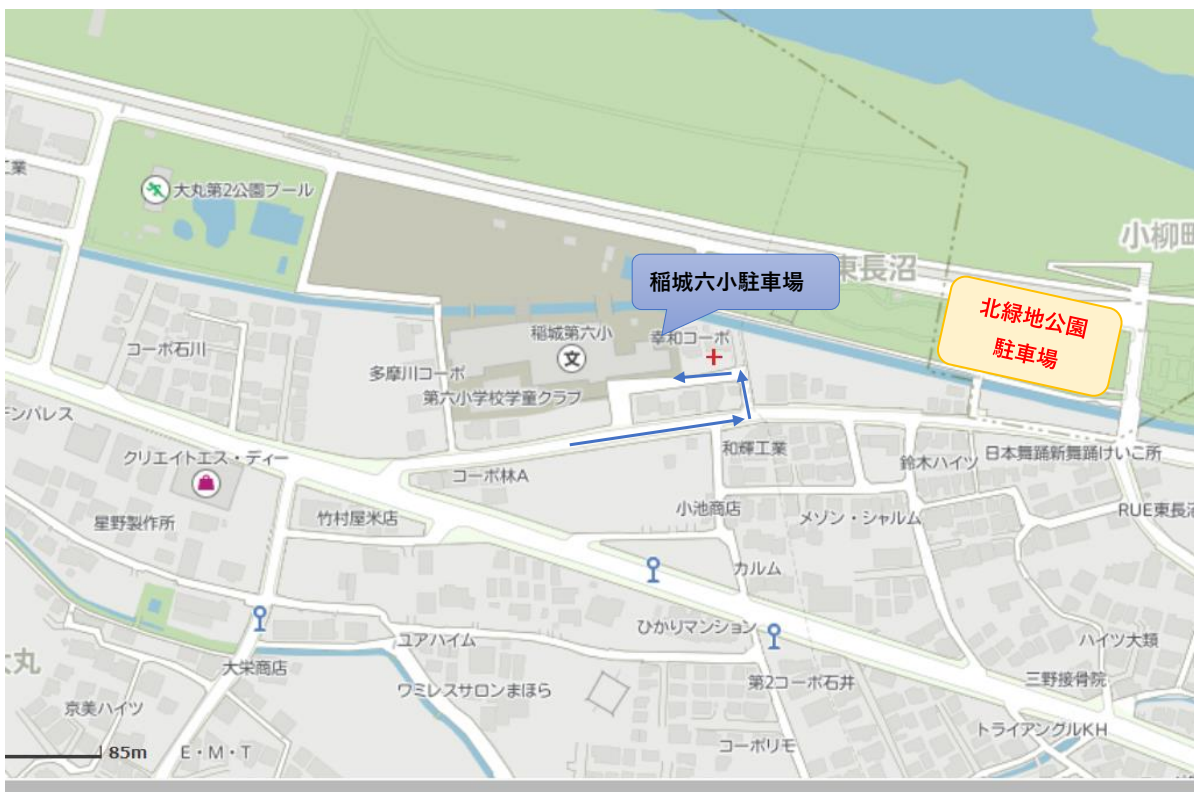 工業
大丸第2公園プール
小柳町
東長沼
稲城六小駐車場
北緑地公園
駐車場
稲城第六小
幸和コーポ
コーポ石川
多摩川コーポ
第六小学校学童クラブ
デンパレス
クリエイトエス・ディー
コーポ林A
和輝工業
鈴木ハイツ
日本舞踊新舞踊けいこ所
星野製作所
竹村屋米店
小池商店
メゾン・シャルム
RUE東長沼
カルム
ひかりマンション
ユアハイム
ハイツ大類
大丸
大栄商店
ワミレスサロンまほら
第2コーポ石井
三野接骨院
京美ハイツ
トライアングルKH
85m
E・M・T
コーポリモ